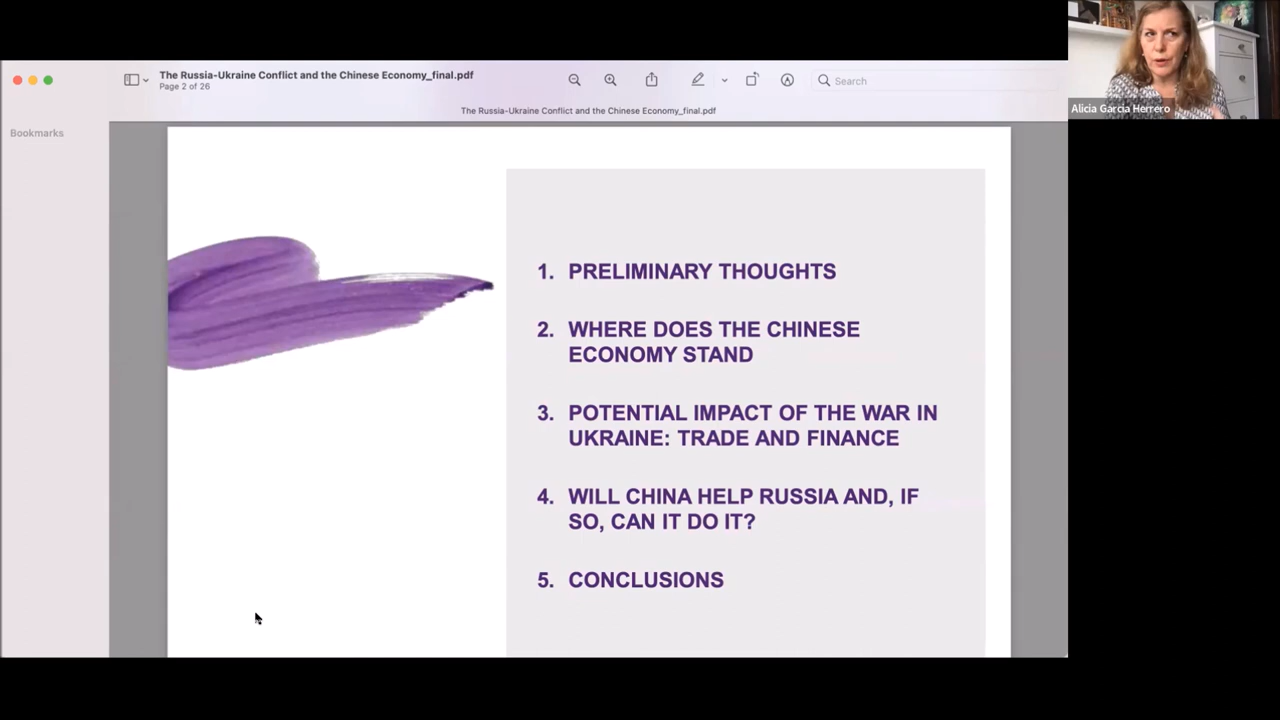 The Russia-Ukraine Conflict and the Chinese Economy_final.pdf
Page 2 of 26
Search
The Russia-Ukraine Conflict and the Chinese Economy_final.pdf
Bookmarks
Alicia Garcia Herrero
1. PRELIMINARY THOUGHTS
2. WHERE DOES THE CHINESE
ECONOMY STAND
3. POTENTIAL IMPACT OF THE WAR IN
UKRAINE: TRADE AND FINANCE
4. WILL CHINA HELP RUSSIA AND, IF
SO, CAN IT DO IT?
5. CONCLUSIONS